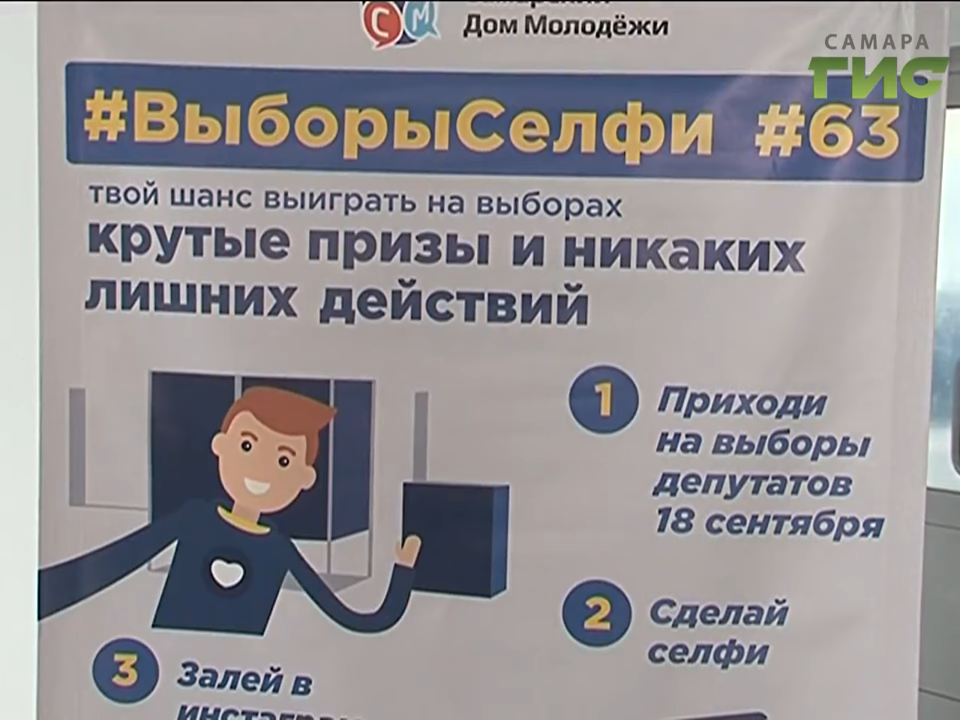 Дом Молодёжи
САМАРА
ГИС
#ВыборыСелфи #63
твой шанс выиграть на выборах
крутые призы и никаких
лишних действий
1 Приходи
на выборы
депутатов
18 сентября
2 Сделай
селфи
3 Залей в